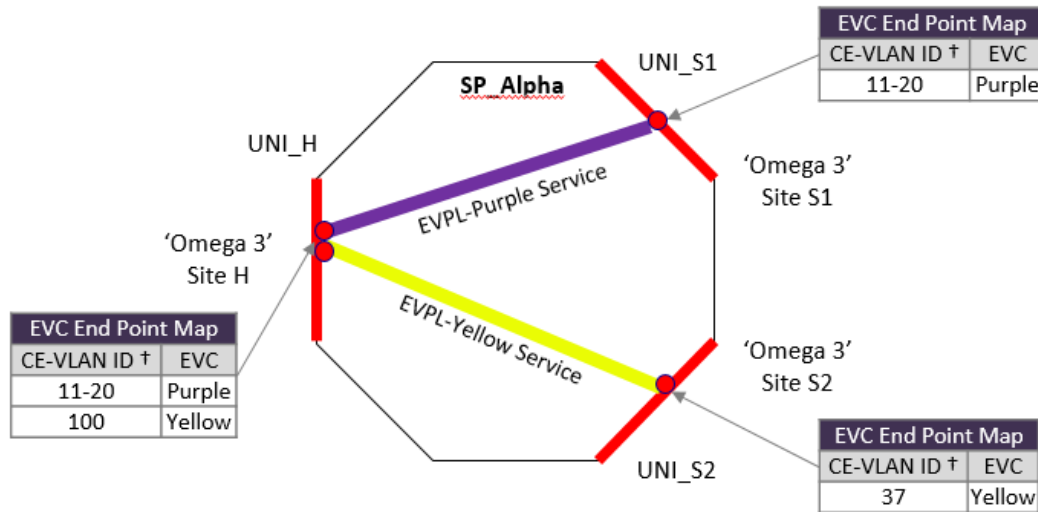 EVC End Point Map
CE-VLAN ID † EVC
11-20 Purple
UNI_S1
SP_Alpha
UNI_H
'Omega 3'
Site S1
EVPL-Purple Service
'Omega 3'
Site H
EVPL-Yellow Service
EVC End Point Map
CE-VLAN ID † EVC
11-20 Purple
100 Yellow
'Omega 3'
Site S2
UNI_S2
EVC End Point Map
CE-VLAN ID † EVC
37 Yellow